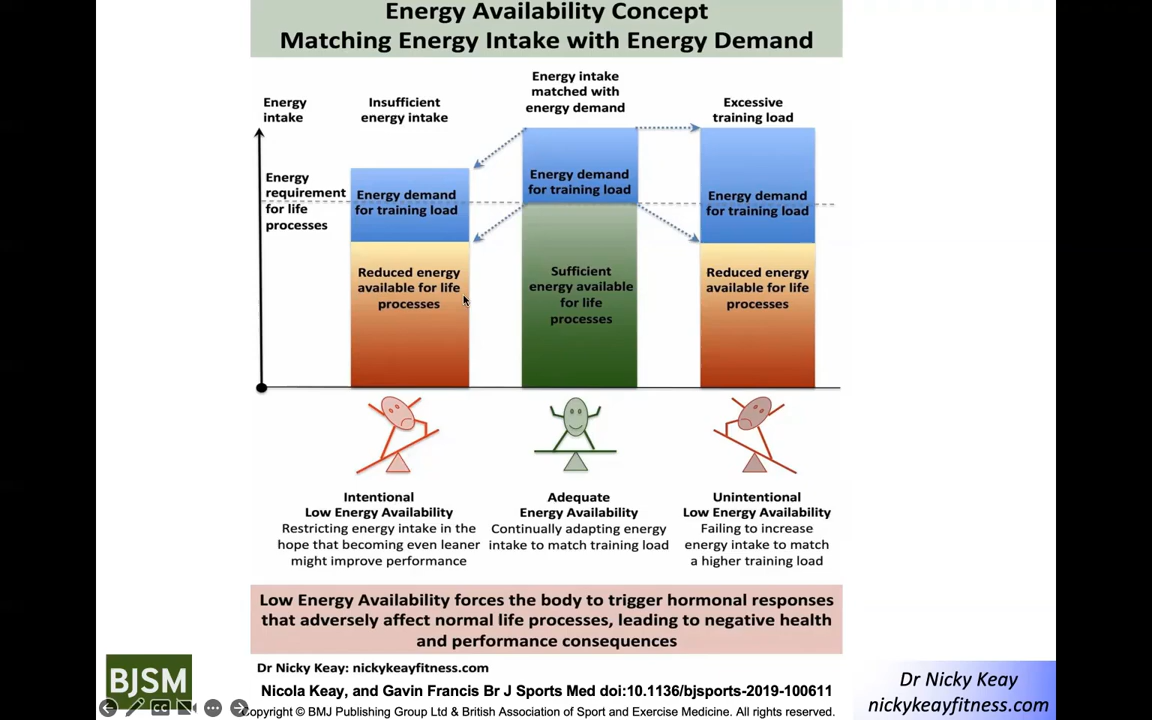 Energy Availability Concept
Matching Energy Intake with Energy Demand
Energy
intake
Insufficient
energy intake
Energy intake
matched with
energy demand
Excessive
training load
Energy
requirement
for life
processes
Energy demand
for training load
Reduced energy
available for life
processes
Energy demand
for training load
Sufficient
energy available
for life
processes
Energy demand
for training load
Reduced energy
available for life
processes
Intentional
Low Energy Availability
Restricting energy intake in the
hope that becoming even leaner
might improve performance
Adequate
Energy Availability
Continually adapting energy
intake to match training load
Unintentional
Low Energy Availability
Failing to increase
energy intake to match
a higher training load
Low Energy Availability forces the body to trigger hormonal responses
that adversely affect normal life processes, leading to negative health
and performance consequences
Dr Nicky Keay: nickykeayfitness.com
BJSM
Nicola Keay, and Gavin Francis Br J Sports Med doi:10.1136/bjsports-2019-100611
Copyright © BMJ Publishing Group Ltd & British Association of Sport and Exercise Medicine. All rights reserved.
Dr Nicky Keay
nickykeayfitness.com